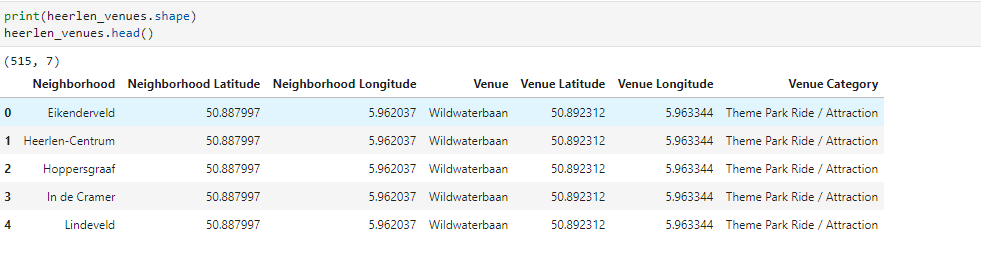 print(heerlen_venues.shape)
heerlen_venues.head()
(515, 7)
Neighborhood Neighborhood Latitude Neighborhood Longitude Venue Venue Latitude Venue Longitude Venue Category
0 Eikenderveld 50.887997 5.962037 Wildwaterbaan 50.892312 5.963344 Theme Park Ride / Attraction
1 Heerlen-Centrum 50.887997 5.962037 Wildwaterbaan 50.892312 5.963344 Theme Park Ride / Attraction
2 Hoppersgraaf 50.887997 5.962037 Wildwaterbaan 50.892312 5.963344 Theme Park Ride / Attraction
3 In de Cramer 50.887997 5.962037 Wildwaterbaan 50.892312 5.963344 Theme Park Ride / Attraction
4 Lindeveld 50.887997 5.962037 Wildwaterbaan 50.892312 5.963344 Theme Park Ride / Attraction